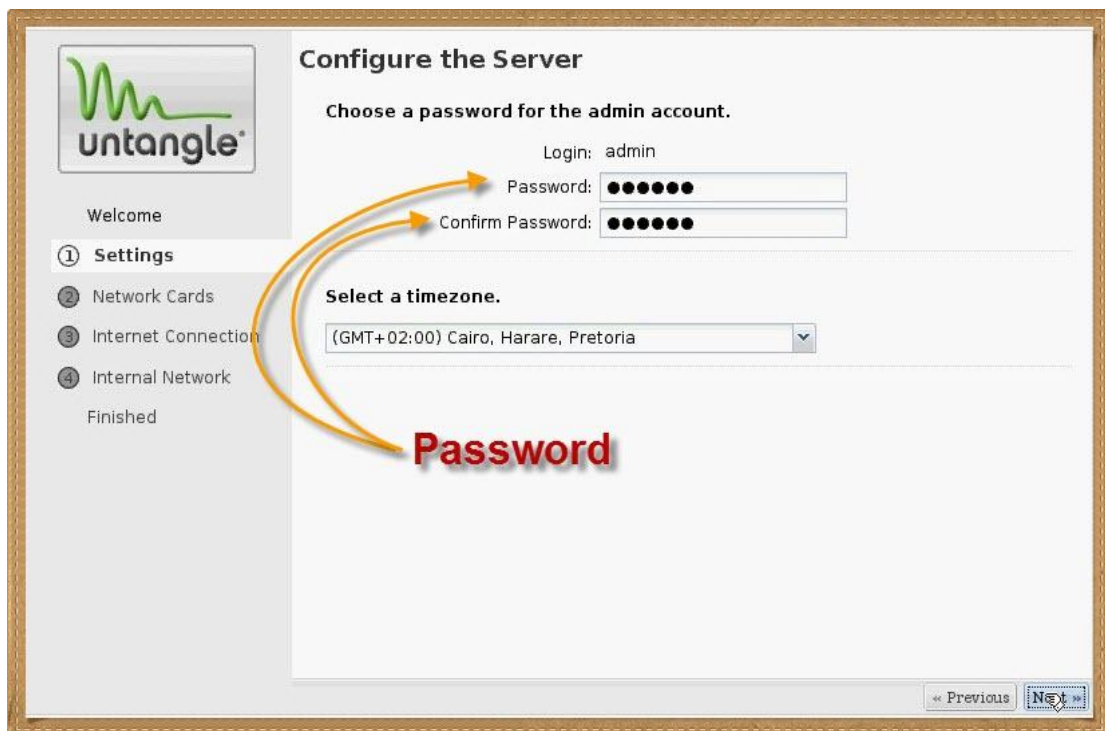 untangle
Configure the Server
Choose a password for the admin account.
Login: admin
Password: ●●●●●●
Confirm Password: ●●●●●●
Welcome
1 Settings
2 Network Cards
3 Internet Connection
4 Internal Network
Finished
Select a timezone.
(GMT+02:00) Cairo, Harare, Pretoria
Password
« Previous
Next »